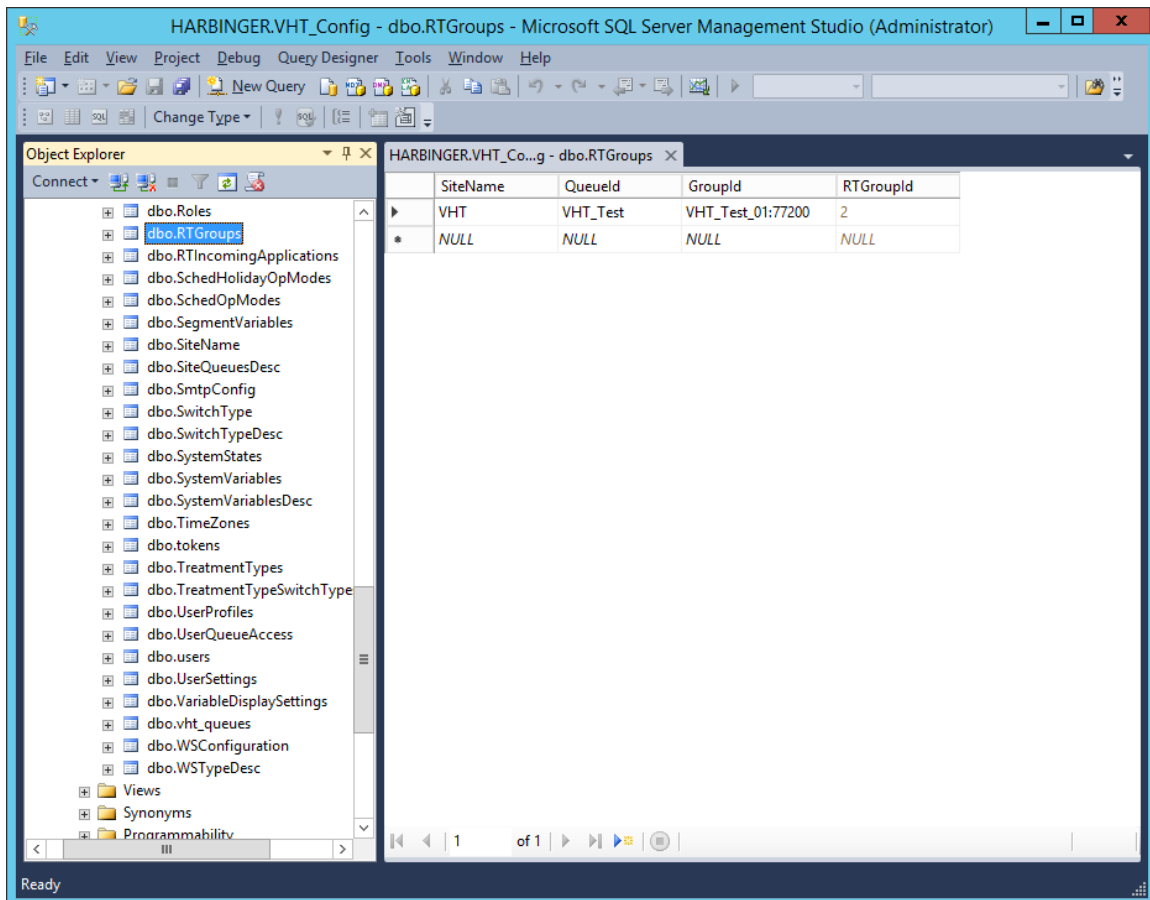 HARBINGER.VHT_Config - dbo.RTGroups - Microsoft SQL Server Management Studio (Administrator)
File Edit View Project Debug Query Designer Tools Window Help
New Query
Change Type
Object Explorer
Connect
dbo.Roles
dbo.RTGroups
dbo.RTIncomingApplications
dbo.SchedHolidayOpModes
dbo.SchedOpModes
dbo.SegmentVariables
dbo.SiteName
dbo.SiteQueuesDesc
dbo.SmtpConfig
dbo.SwitchType
dbo.SwitchTypeDesc
dbo.SystemStates
dbo.SystemVariables
dbo.SystemVariablesDesc
dbo.TimeZones
dbo.tokens
dbo.TreatmentTypes
dbo.TreatmentTypeSwitchType
dbo.UserProfiles
dbo.UserQueueAccess
dbo.users
dbo.UserSettings
dbo.VariableDisplaySettings
dbo.vht_queues
dbo.WSConfiguration
dbo.WSTypeDesc
Views
Synonyms
Programmability
HARBINGER.VHT_Co...g - dbo.RTGroups
SiteName QueueId GroupId RTGroupId
VHT VHT_Test VHT_Test_01:77200 2
NULL NULL NULL NULL
1 of 1
Ready